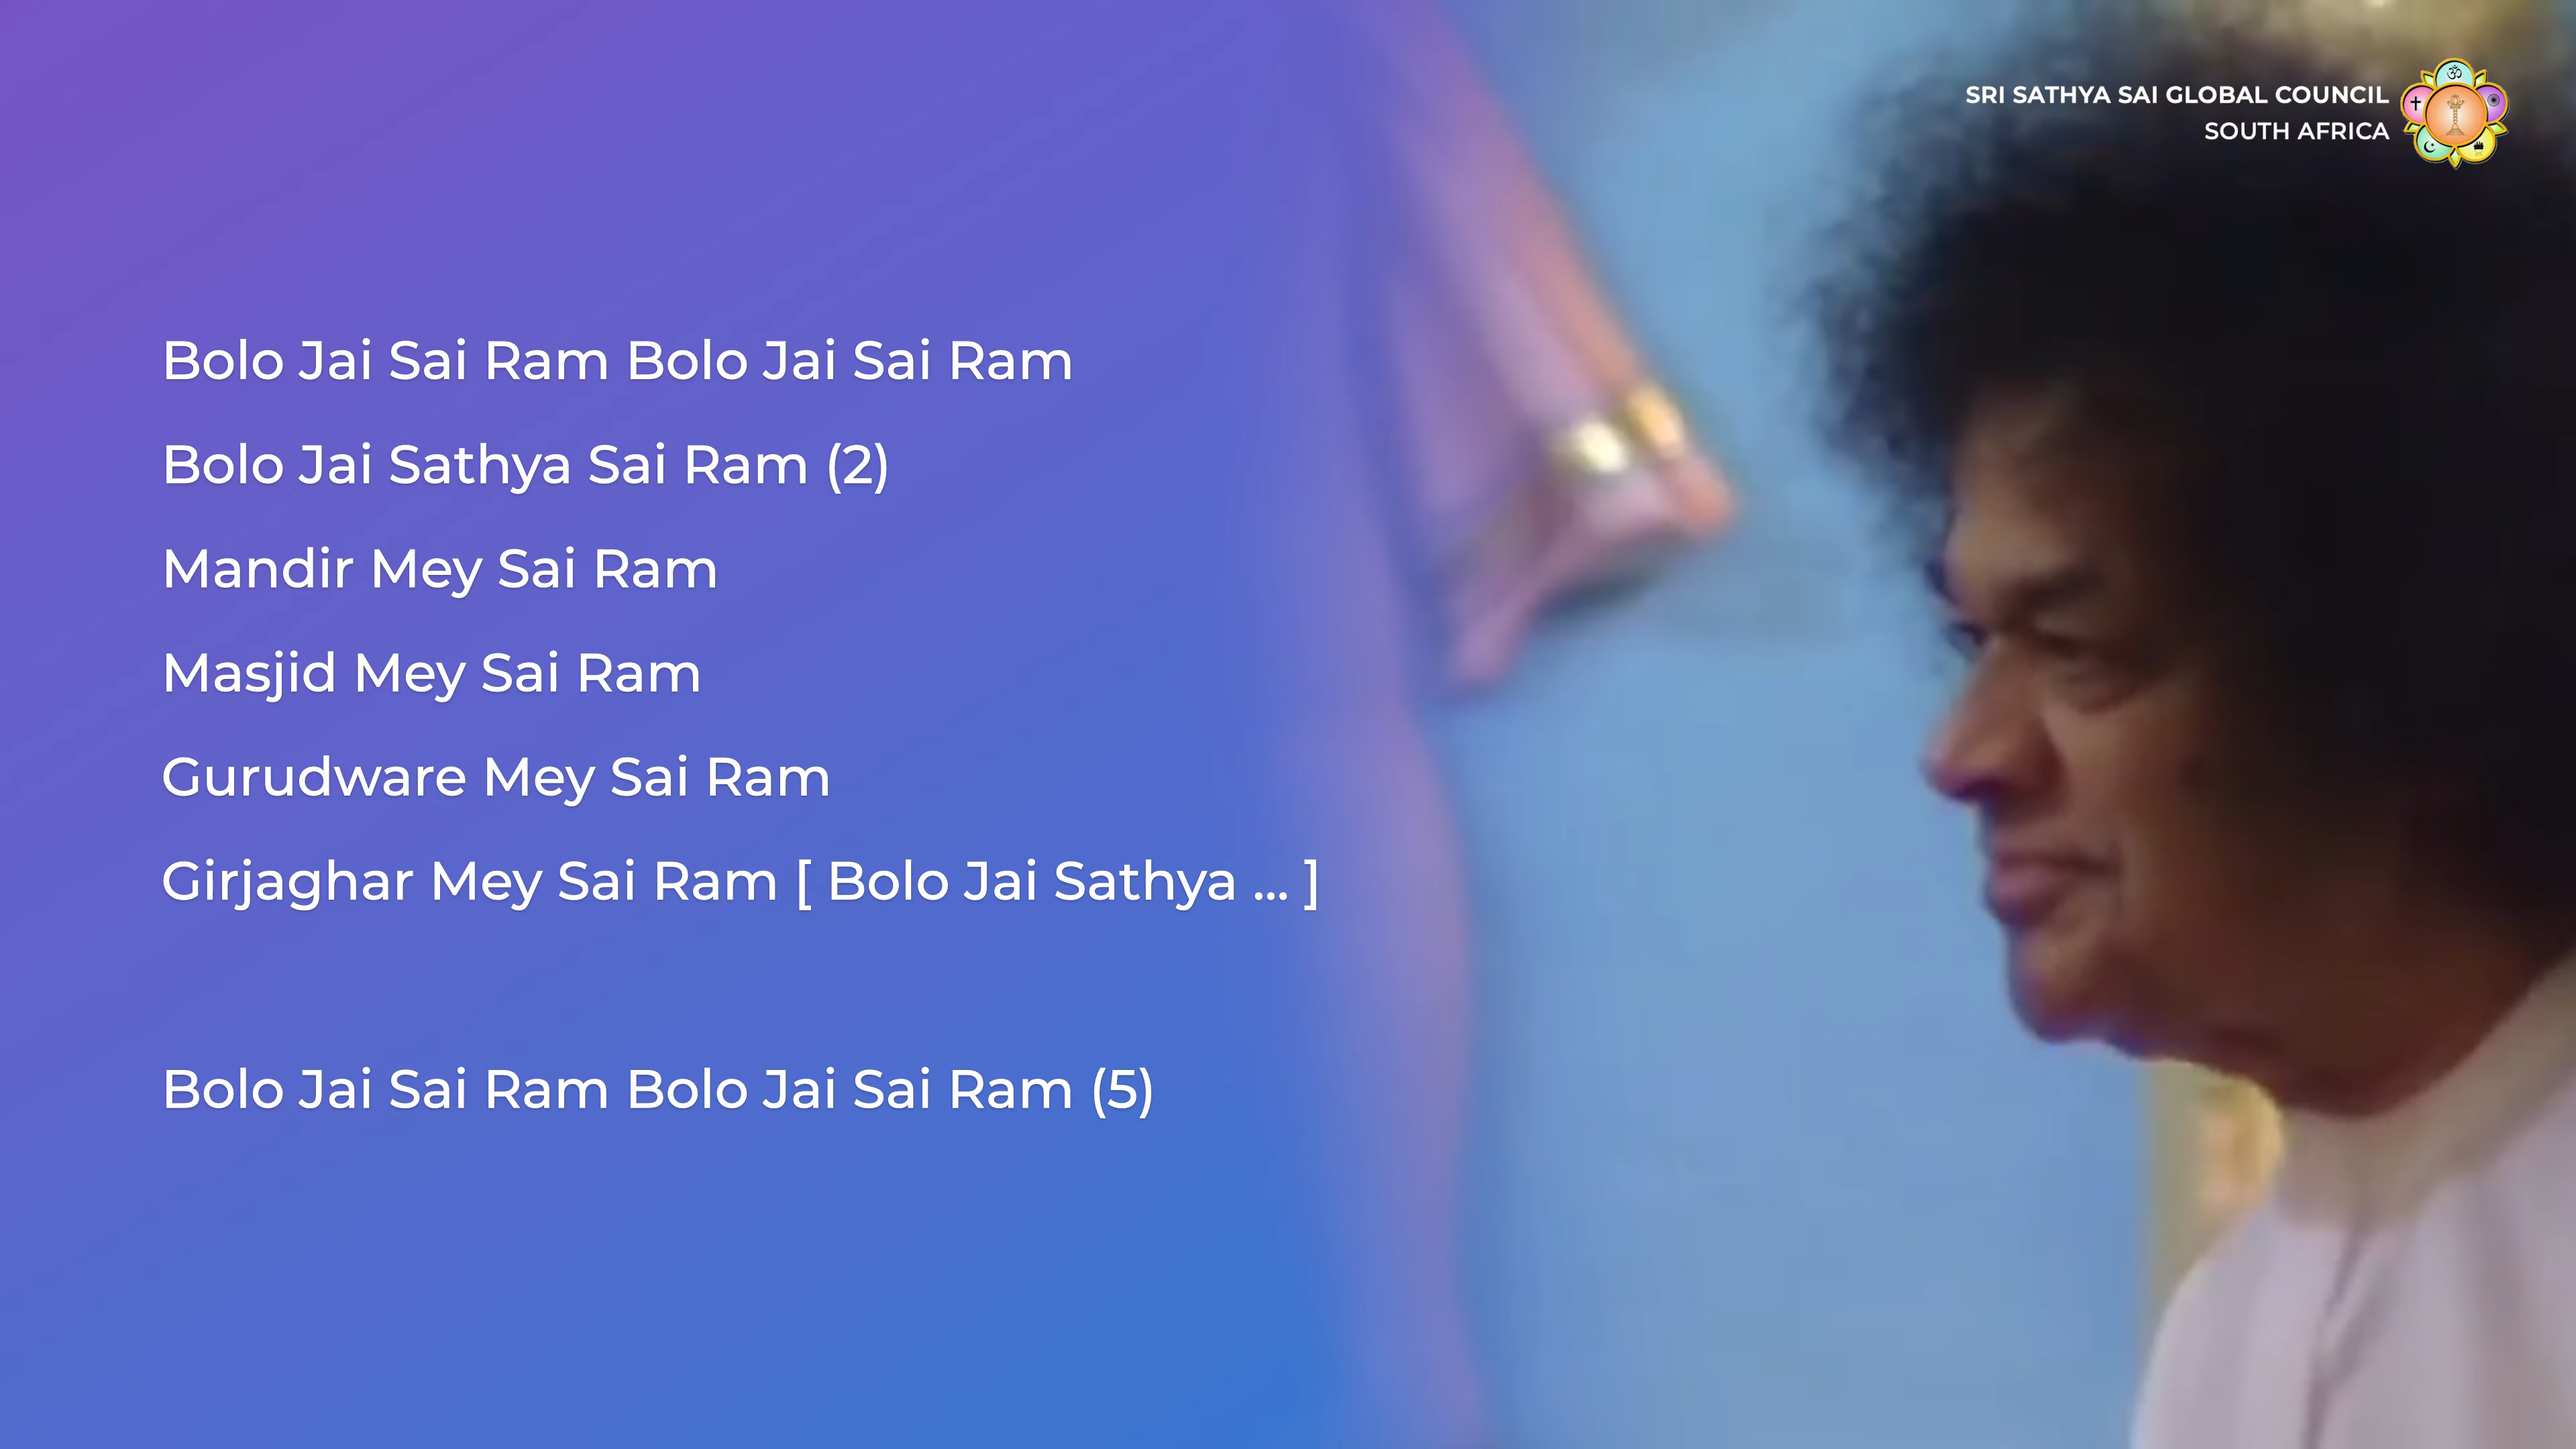 SRI SATHYA SAI GLOBAL COUNCIL
SOUTH AFRICA
Bolo Jai Sai Ram Bolo Jai Sai Ram
Bolo Jai Sathya Sai Ram (2)
Mandir Mey Sai Ram
Masjid Mey Sai Ram
Gurudware Mey Sai Ram
Girjaghar Mey Sai Ram [ Bolo Jai Sathya ... ]
Bolo Jai Sai Ram Bolo Jai Sai Ram (5)